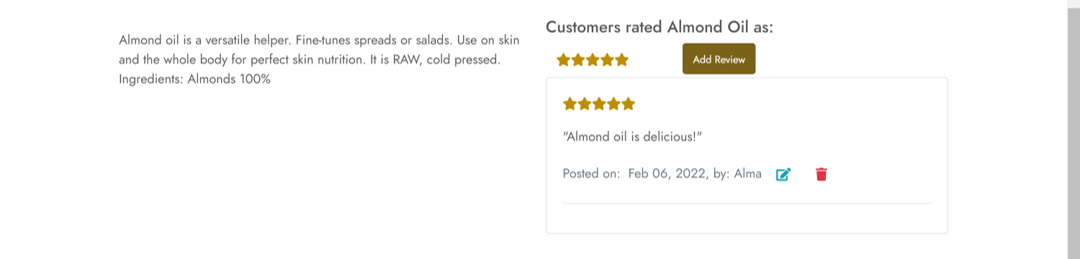 Almond oil is a versatile helper. Fine-tunes spreads or salads. Use on skin
and the whole body for perfect skin nutrition. It is RAW, cold pressed.
Ingredients: Almonds 100%
Customers rated Almond Oil as:
Add Review
"Almond oil is delicious!"
Posted on: Feb 06, 2022, by: Alma